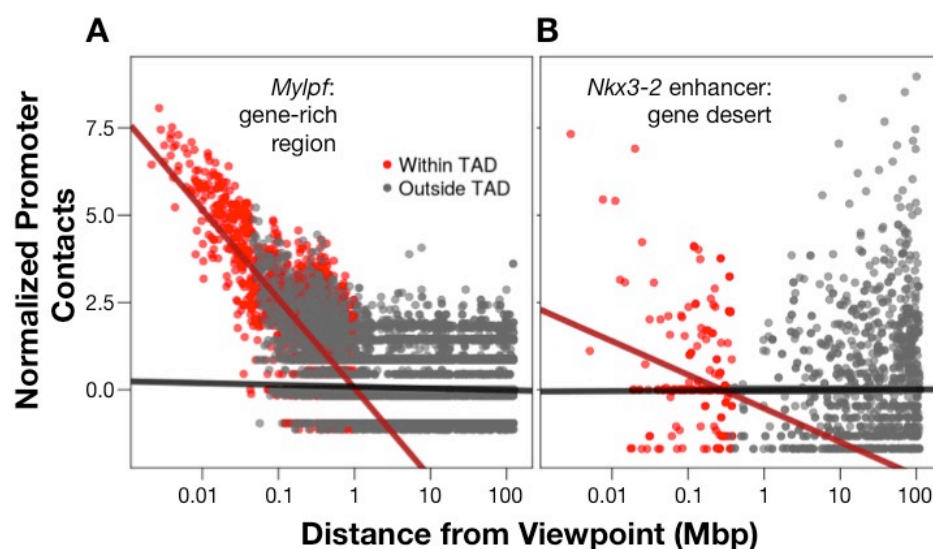 A
B
Mylpf:
gene-rich
region
Within TAD
Outside TAD
Nkx3-2 enhancer:
gene desert
Normalized Promoter
Contacts
7.5
5.0
2.5
0.0
0.01 0.1 1 10 100
0.01 0.1 1 10 100
Distance from Viewpoint (Mbp)